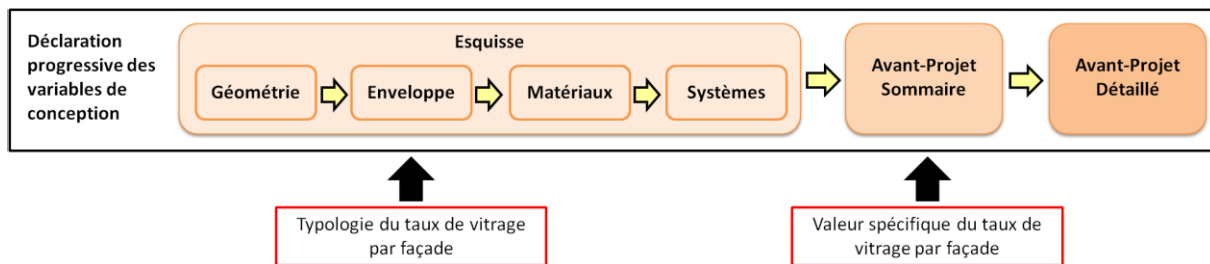 Déclaration
progressive des
variables de
conception
Esquisse
Géométrie
Enveloppe
Matériaux
Systèmes
Avant-Projet
Sommaire
Avant-Projet
Détaillé
Typologie du taux de vitrage
par façade
Valeur spécifique du taux de
vitrage par façade